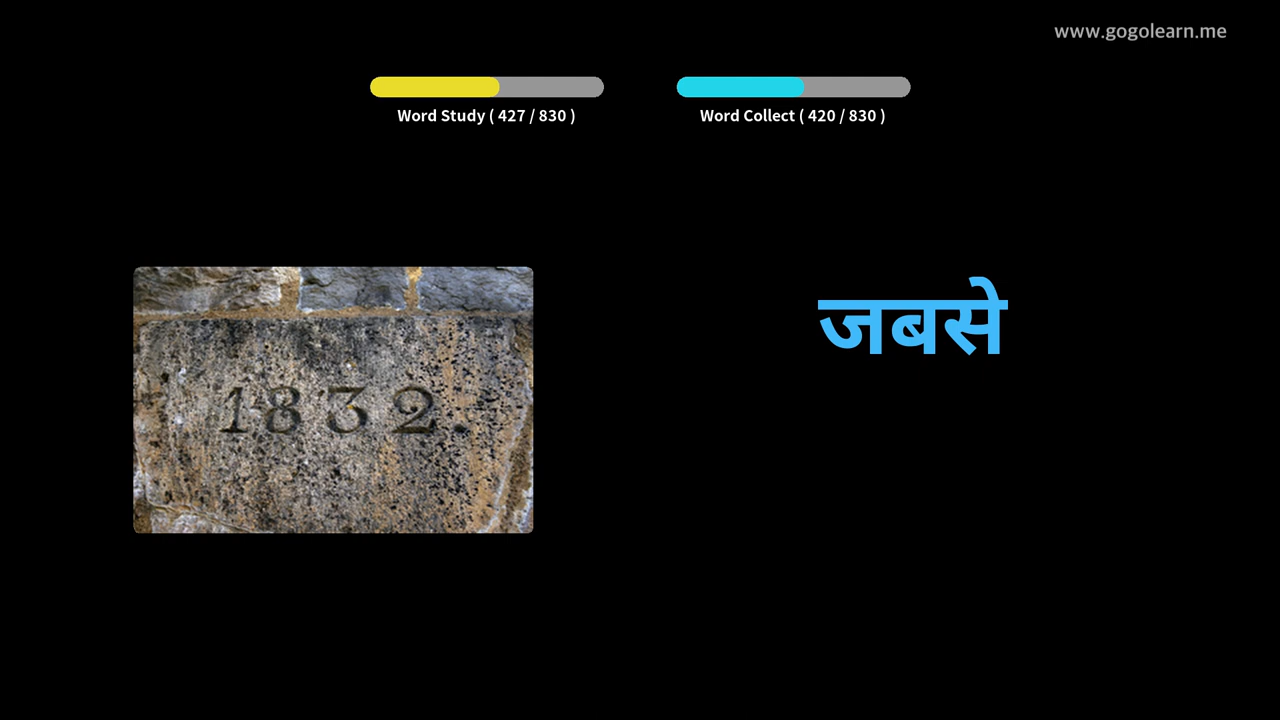 www.gogolearn.me
Word Study ( 427 / 830 )
Word Collect ( 420 / 830 )
जबसे
1832.